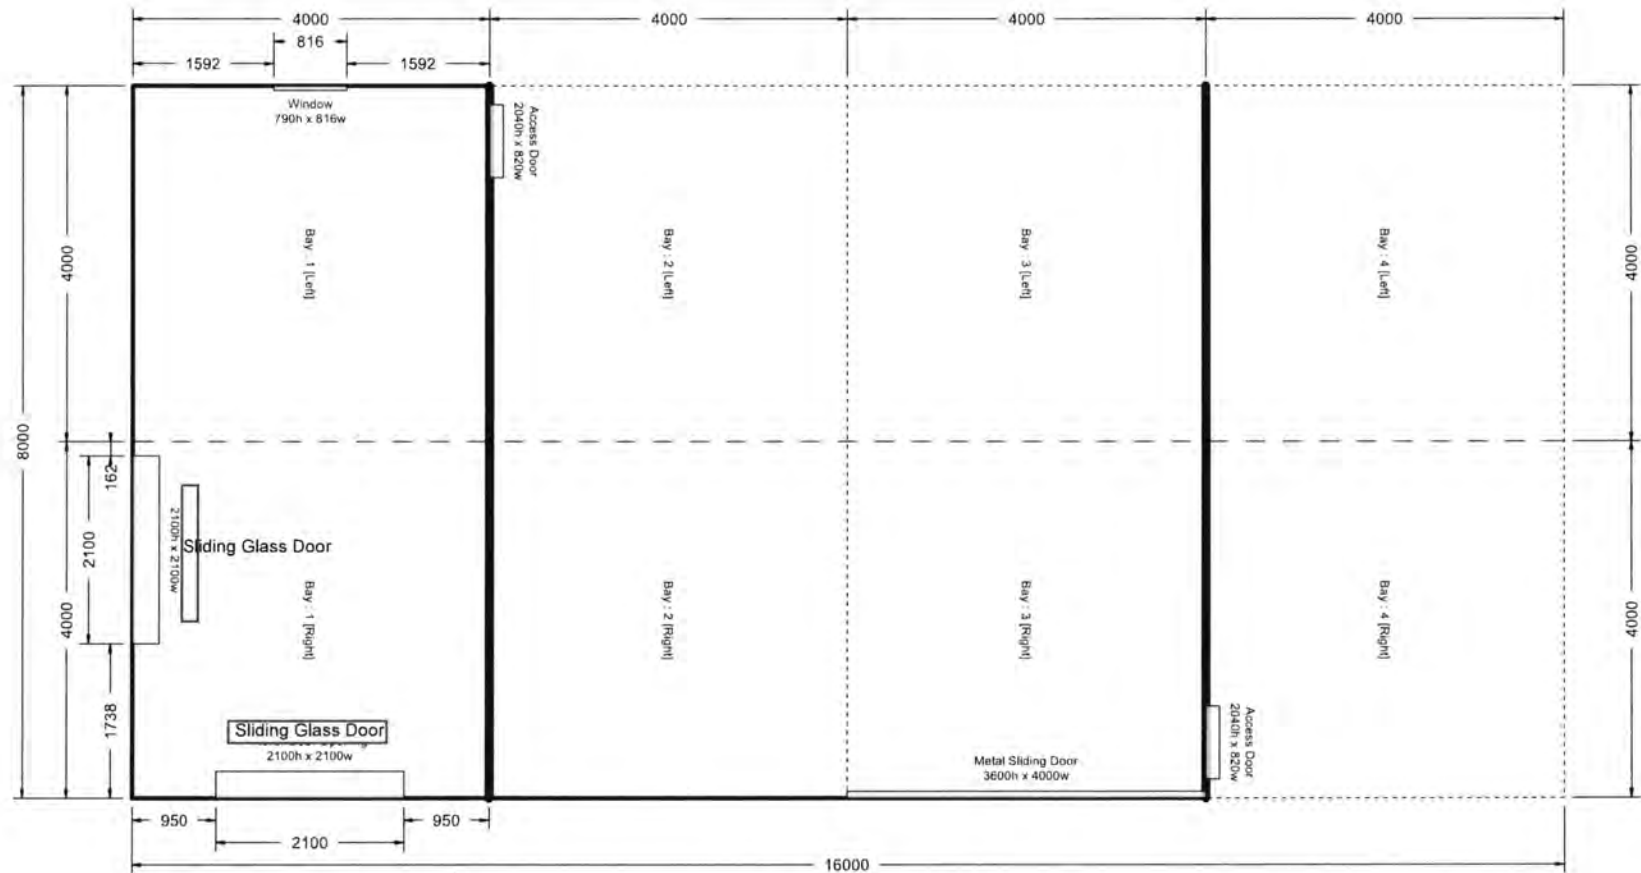 4000
4000
4000
4000
816
1592
1592
Window
790h x 816w
Access Door
2040h x 820w
4000
Bay : 1 [Left]
Bay : 2 [Left]
Bay : 3 [Left]
Bay : 4 [Left]
4000
8000
162
2100
2100h x 2100w
Sliding Glass Door
4000
Bay : 1 [Right]
Bay : 2 [Right]
Bay : 3 [Right]
Bay : 4 [Right]
4000
1738
Sliding Glass Door
2100h x 2100w
Metal Sliding Door
3600h x 4000w
Access Door
2040h x 820w
950
950
2100
16000